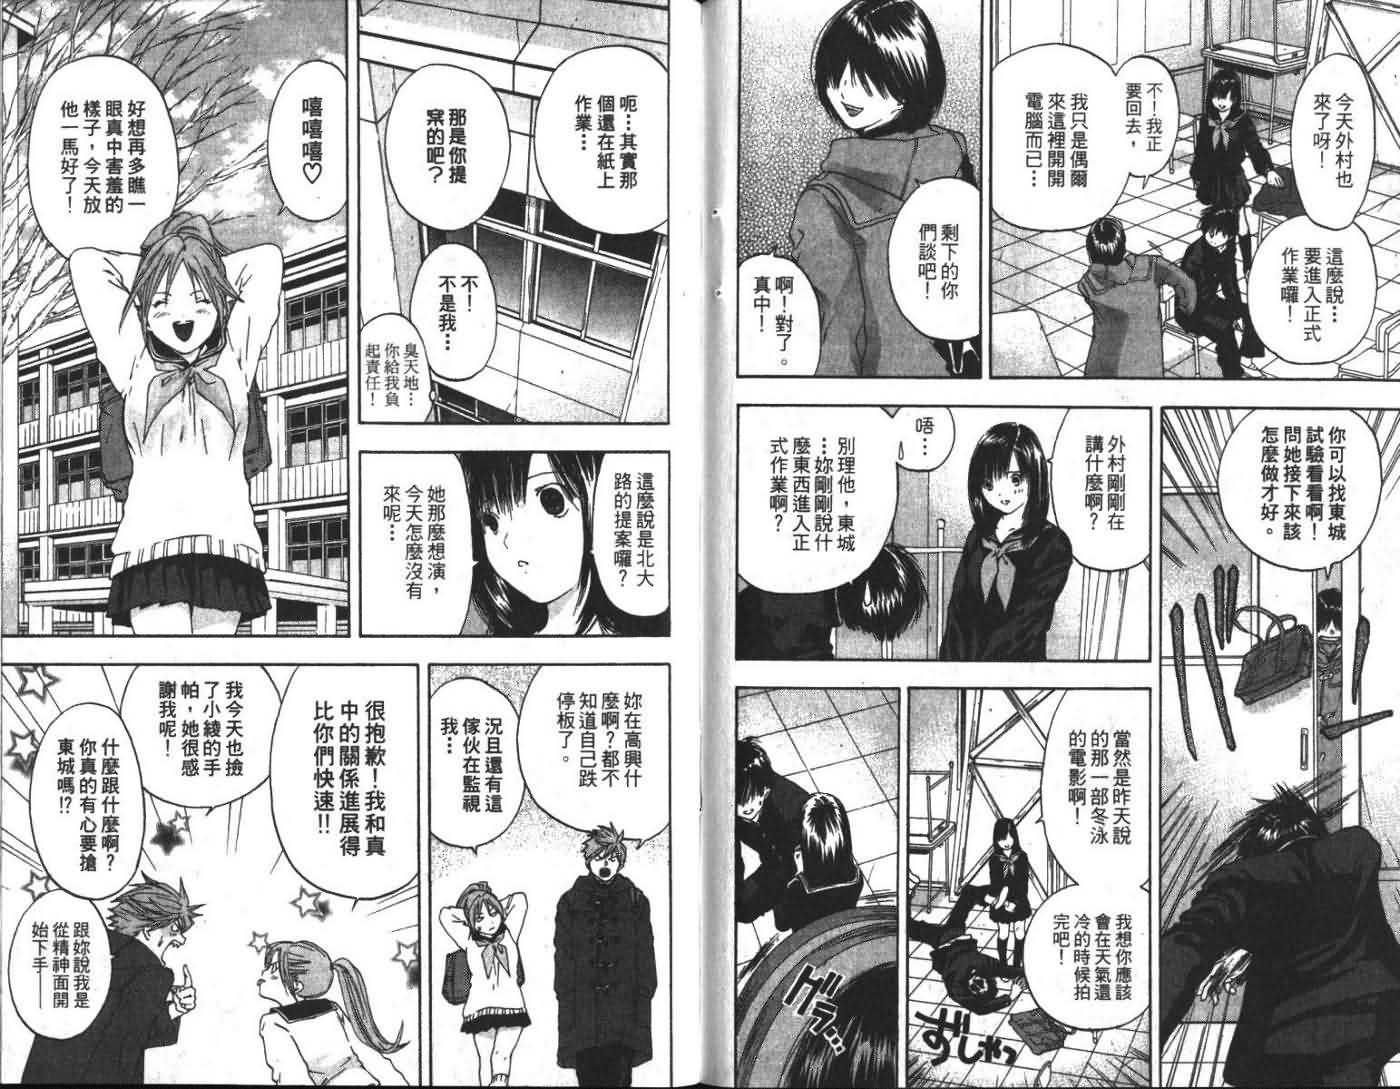 今天外村也
來了呀！
這麼說…
要進入正式
作業囉！
不！我正
要回去，
我只是偶爾
來這裡開開
電腦而已…
剩下的你
們談吧！
啊！對了。
真中！
你可以找東城
試驗看看啊！
問她接下來該
怎麼做才好。
外村剛剛在
講什麼啊？
唔…
別理他，東城
…妳剛剛說什
麼東西進入正
式作業啊？
當然是昨天說
的那一部冬泳
的電影啊！
我想你應該
會在天氣還
冷的時候拍
完吧！
おしゃっ
グラ…
呃…其實那
個還在紙上
作業…
那是你提
案的吧？
不！
不是我…
臭天地…
你給我負
起責任！
嘻嘻嘻♡
好想再多瞧一
眼真中害羞的
樣子，今天放
他一馬好了！
這麼說是北大
路的提案囉？
她那麼想演，
今天怎麼沒有
來呢…
妳在高興什
麼啊？都不
知道自己跌
停板了。
況且還有這
傢伙在監視
我…
很抱歉！我和真
中的關係進展得
比你們快速!!
我今天也撿
了小綾的手
帕，她很感
謝我呢！
什麼跟什麼啊？
你真的有心要搶
東城嗎!?
跟妳說我是
從精神面開
始下手——